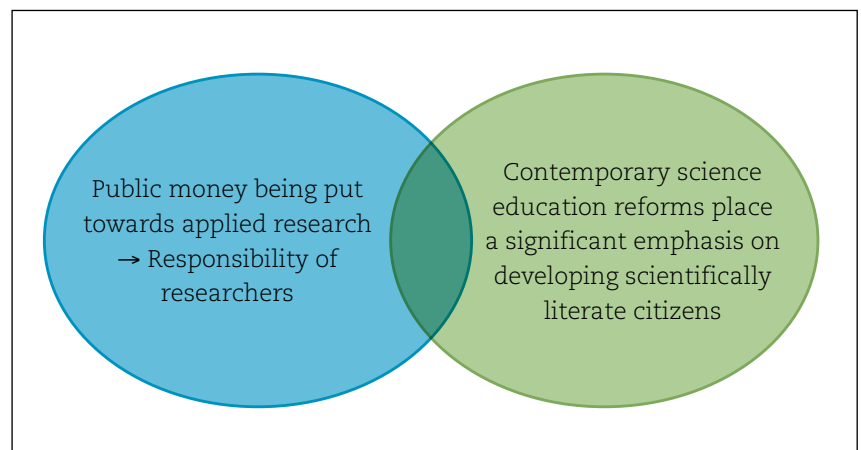 Public money being put
towards applied research
→ Responsibility of
researchers
Contemporary science
education reforms place
a significant emphasis on
developing scientifically
literate citizens